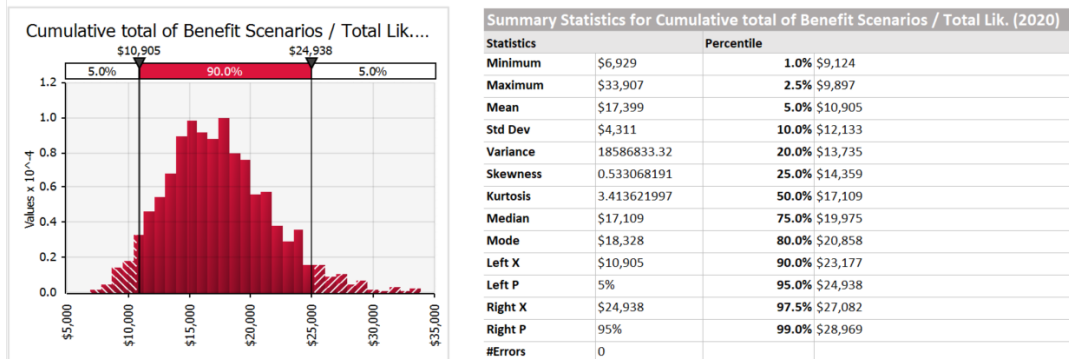 Cumulative total of Benefit Scenarios / Total Lik....
$10,905 $24,938
5.0% 90.0% 5.0%
1.2
1.0
0.8
0.6
0.4
0.2
0.0
Values x 10^-4
$5,000 $10,000 $15,000 $20,000 $25,000 $30,000 $35,000
Summary Statistics for Cumulative total of Benefit Scenarios / Total Lik. (2020)
Statistics Percentile
Minimum $6,929 1.0% $9,124
Maximum $33,907 2.5% $9,897
Mean $17,399 5.0% $10,905
Std Dev $4,311 10.0% $12,133
Variance 18586833.32 20.0% $13,735
Skewness 0.533068191 25.0% $14,359
Kurtosis 3.413621997 50.0% $17,109
Median $17,109 75.0% $19,975
Mode $18,328 80.0% $20,858
Left X $10,905 90.0% $23,177
Left P 5% 95.0% $24,938
Right X $24,938 97.5% $27,082
Right P 95% 99.0% $28,969
#Errors 0